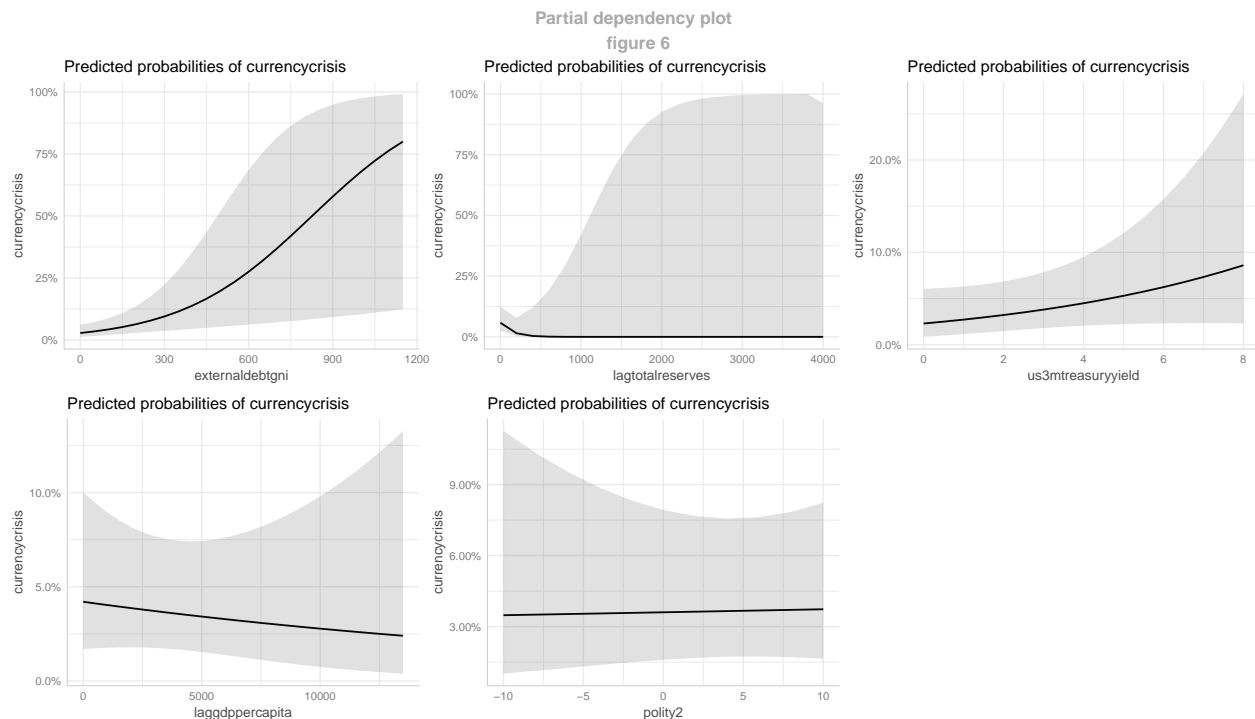 Partial dependency plot
figure 6
Predicted probabilities of currencycrisis
100%
75%
50%
25%
0%
currencycrisis
0 300 600 900 1200
externaldebtgni
Predicted probabilities of currencycrisis
100%
75%
50%
25%
0%
currencycrisis
0 1000 2000 3000 4000
lagtotalreserves
Predicted probabilities of currencycrisis
20.0%
10.0%
0.0%
currencycrisis
0 2 4 6 8
us3mtreasuryyield
Predicted probabilities of currencycrisis
10.0%
5.0%
0.0%
currencycrisis
0 5000 10000
laggdppercapita
Predicted probabilities of currencycrisis
9.00%
6.00%
3.00%
currencycrisis
−10 −5 0 5 10
polity2